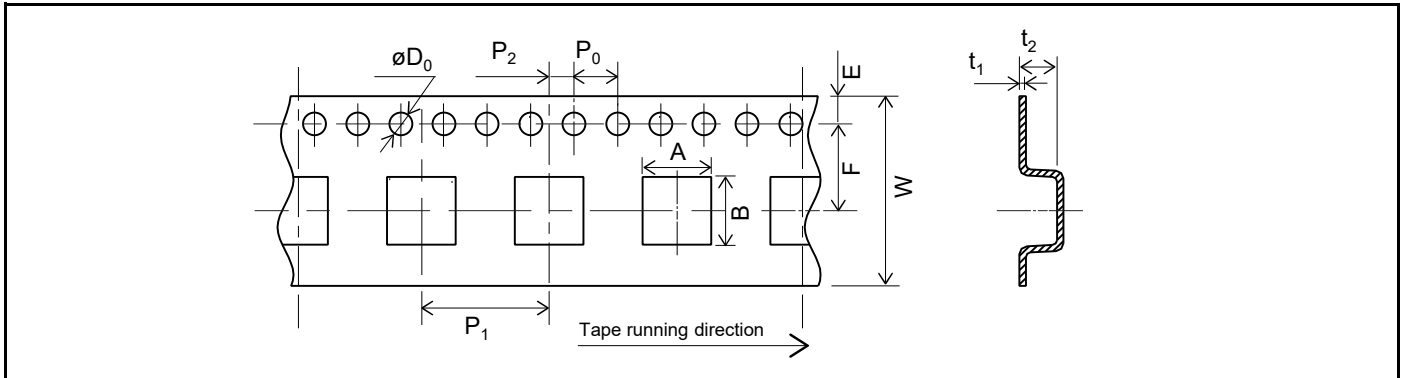 øD0
P2
P0
E
t1
t2
A
F
B
W
P1
Tape running direction